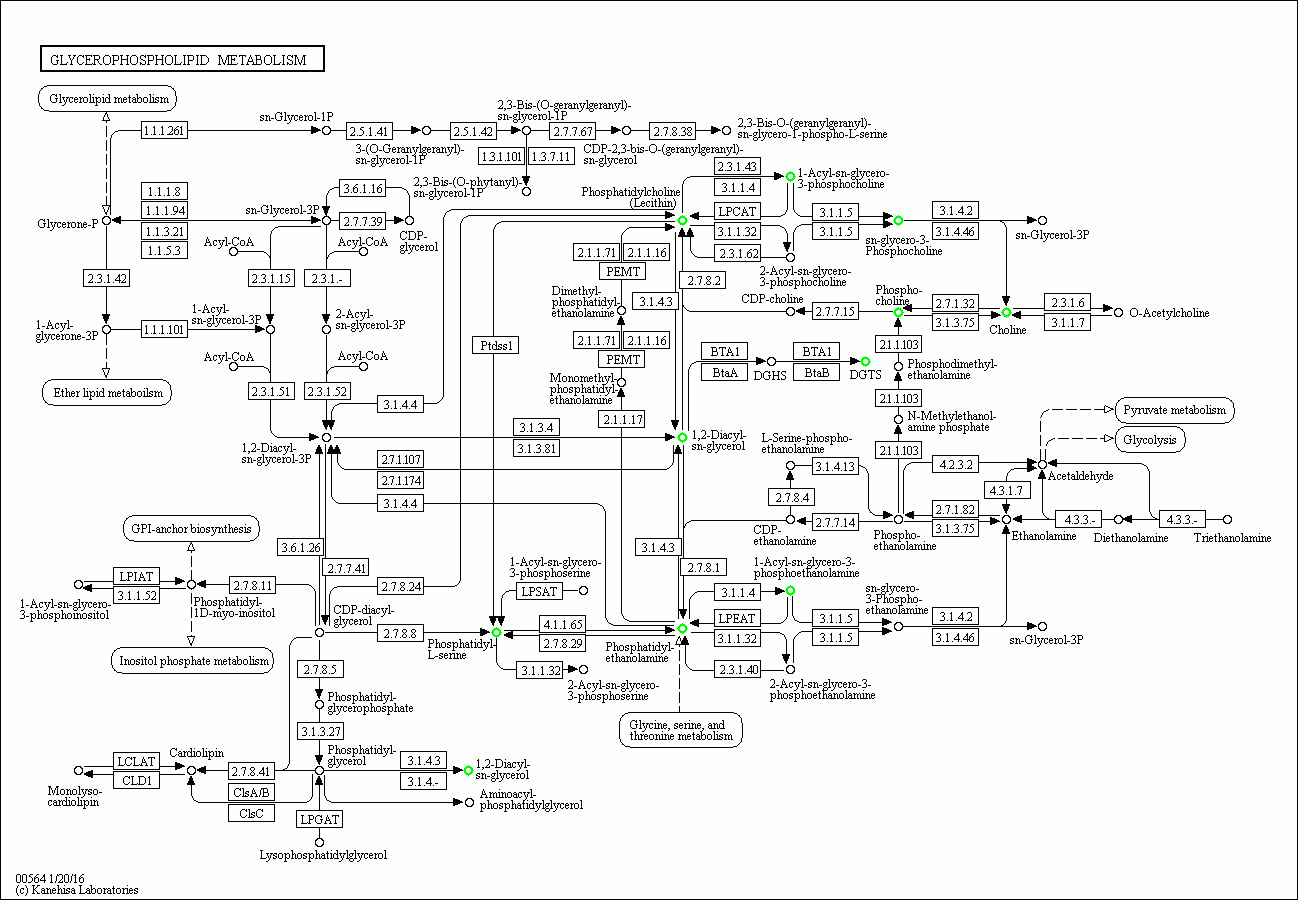 GLYCEROPHOSPHOLIPID METABOLISM
Glycerolipid metabolism
1.1.1.261
sn-Glycerol-1P
2.5.1.41
3-(O-Geranylgeranyl)-
sn-glycerol-1P
2.5.1.42
2,3-Bis-(O-geranylgeranyl)-
sn-glycerol-1P
2.7.7.67
CDP-2,3-bis-O-(geranylgeranyl)-
sn-glycerol
2.7.8.38
2,3-Bis-O-(geranylgeranyl)-
sn-glycero-1-phospho-L-serine
1.3.1.101
1.3.7.11
2,3-Bis-(O-phytanyl)-
sn-glycerol-1P
1.1.1.8
1.1.1.94
1.1.3.21
1.1.5.3
Glycerone-P
sn-Glycerol-3P
3.6.1.16
2.7.7.39
CDP-
glycerol
Acyl-CoA
Acyl-CoA
2.3.1.42
2.3.1.15
2.3.1.-
1-Acyl-
glycerone-3P
1.1.1.101
1-Acyl-
sn-glycerol-3P
2-Acyl-
sn-glycerol-3P
Ether lipid metabolism
Acyl-CoA
Acyl-CoA
2.3.1.51
2.3.1.52
1,2-Diacyl-
sn-glycerol-3P
3.1.4.4
3.1.3.4
3.1.3.81
2.7.1.107
2.7.1.174
3.1.4.4
Ptdss1
Phosphatidylcholine
(Lecithin)
2.3.1.43
3.1.1.4
LPCAT
3.1.1.32
2.3.1.62
1-Acyl-sn-glycero-
3-phosphocholine
2-Acyl-sn-glycero-
3-phosphocholine
3.1.1.5
3.1.1.5
sn-glycero-3-
Phosphocholine
3.1.4.2
3.1.4.46
sn-Glycerol-3P
2.1.1.71
2.1.1.16
PEMT
Dimethyl-
phosphatidyl-
ethanolamine
3.1.4.3
2.7.8.2
CDP-choline
2.7.7.15
Phospho-
choline
2.7.1.32
3.1.3.75
Choline
2.3.1.6
3.1.1.7
O-Acetylcholine
2.1.1.71
2.1.1.16
PEMT
Monomethyl-
phosphatidyl-
ethanolamine
2.1.1.17
BTA1
BtaA
DGHS
BTA1
BtaB
DGTS
2.1.1.103
Phosphodimethyl-
ethanolamine
2.1.1.103
N-Methylethanol-
amine phosphate
2.1.1.103
1,2-Diacyl-
sn-glycerol
L-Serine-phospho-
ethanolamine
3.1.4.13
2.7.8.4
CDP-
ethanolamine
2.7.7.14
Phospho-
ethanolamine
4.2.3.2
Acetaldehyde
Pyruvate metabolism
Glycolysis
4.3.1.7
2.7.1.82
3.1.3.75
Ethanolamine
4.3.3.-
Diethanolamine
4.3.3.-
Triethanolamine
GPI-anchor biosynthesis
3.6.1.26
2.7.7.41
3.1.4.3
2.7.8.1
LPIAT
3.1.1.52
1-Acyl-sn-glycero-
3-phosphoinositol
Phosphatidyl-
1D-myo-inositol
2.7.8.11
2.7.8.24
Inositol phosphate metabolism
CDP-diacyl-
glycerol
2.7.8.8
Phosphatidyl-
L-serine
1-Acyl-sn-glycero-
3-phosphoserine
LPSAT
4.1.1.65
2.7.8.29
3.1.1.32
2-Acyl-sn-glycero-
3-phosphoserine
Phosphatidyl-
ethanolamine
3.1.1.4
LPEAT
3.1.1.32
2.3.1.40
1-Acyl-sn-glycero-3-
phosphoethanolamine
2-Acyl-sn-glycero-3-
phosphoethanolamine
3.1.1.5
3.1.1.5
sn-glycero-
3-Phospho-
ethanolamine
3.1.4.2
3.1.4.46
sn-Glycerol-3P
Glycine, serine, and
threonine metabolism
2.7.8.5
Phosphatidyl-
glycerophosphate
3.1.3.27
Phosphatidyl-
glycerol
3.1.4.3
3.1.4.-
1,2-Diacyl-
sn-glycerol
Aminoacyl-
phosphatidylglycerol
LCLAT
CLD1
Monolyso-
cardiolipin
Cardiolipin
2.7.8.41
ClsA/B
ClsC
LPGAT
Lysophosphatidylglycerol
00564 1/20/16
(c) Kanehisa Laboratories